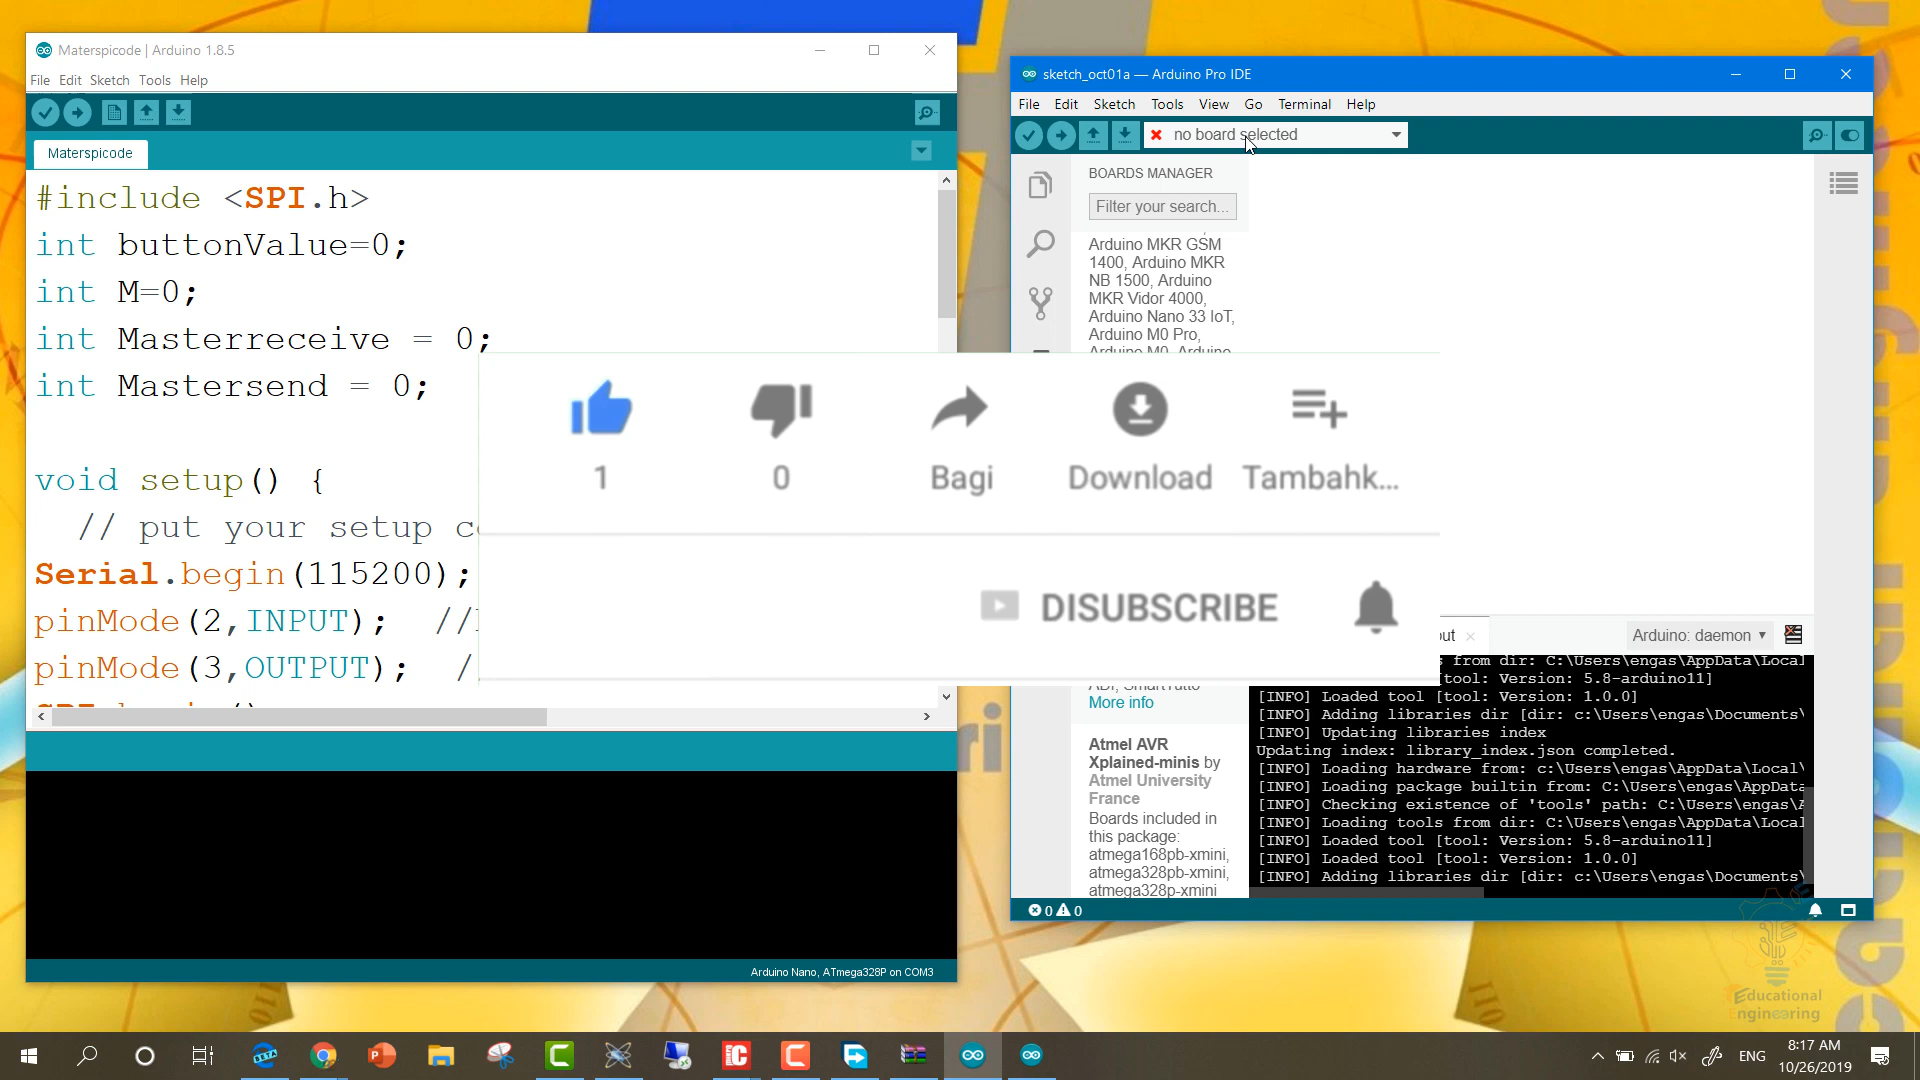 Materspicode | Arduino 1.8.5
File Edit Sketch Tools Help
Materspicode
#include <SPI.h>
int buttonValue=0;
int M=0;
int Masterreceive = 0;
int Mastersend = 0;
void setup() {
// put your setup
Serial.begin(115200);
pinMode(2,INPUT); //
pinMode(3,OUTPUT); /
Arduino Nano, ATmega328P on COM3
sketch_oct01a — Arduino Pro IDE
File Edit Sketch Tools View Go Terminal Help
no board selected
BOARDS MANAGER
Filter your search...
Arduino MKR GSM
1400, Arduino MKR
NB 1500, Arduino
MKR Vidor 4000,
Arduino Nano 33 IoT,
Arduino M0 Pro,
Arduino M0, Arduino
1
0
Bagi
Download
Tambahk...
DISUBSCRIBE
More info
Atmel AVR
Xplained-minis by
Atmel University
France
Boards included in
this package:
atmega168pb-xmini,
atmega328pb-xmini,
atmega328p-xmini
Arduino: daemon
s from dir: C:\Users\engas\AppData\Local
[tool: Version: 5.8-arduino11]
[INFO] Loaded tool [tool: Version: 1.0.0]
[INFO] Adding libraries dir [dir: c:\Users\engas\Documents\
[INFO] Updating libraries index
Updating index: library_index.json completed.
[INFO] Loading hardware from: c:\Users\engas\AppData\Local\
[INFO] Loading package builtin from: C:\Users\engas\AppData
[INFO] Checking existence of 'tools' path: C:\Users\engas\A
[INFO] Loading tools from dir: C:\Users\engas\AppData\Local
[INFO] Loaded tool [tool: Version: 5.8-arduino11]
[INFO] Loaded tool [tool: Version: 1.0.0]
[INFO] Adding libraries dir [dir: c:\Users\engas\Documents\
0 0
Educational
Engineering
BETA
ENG
8:17 AM
10/26/2019